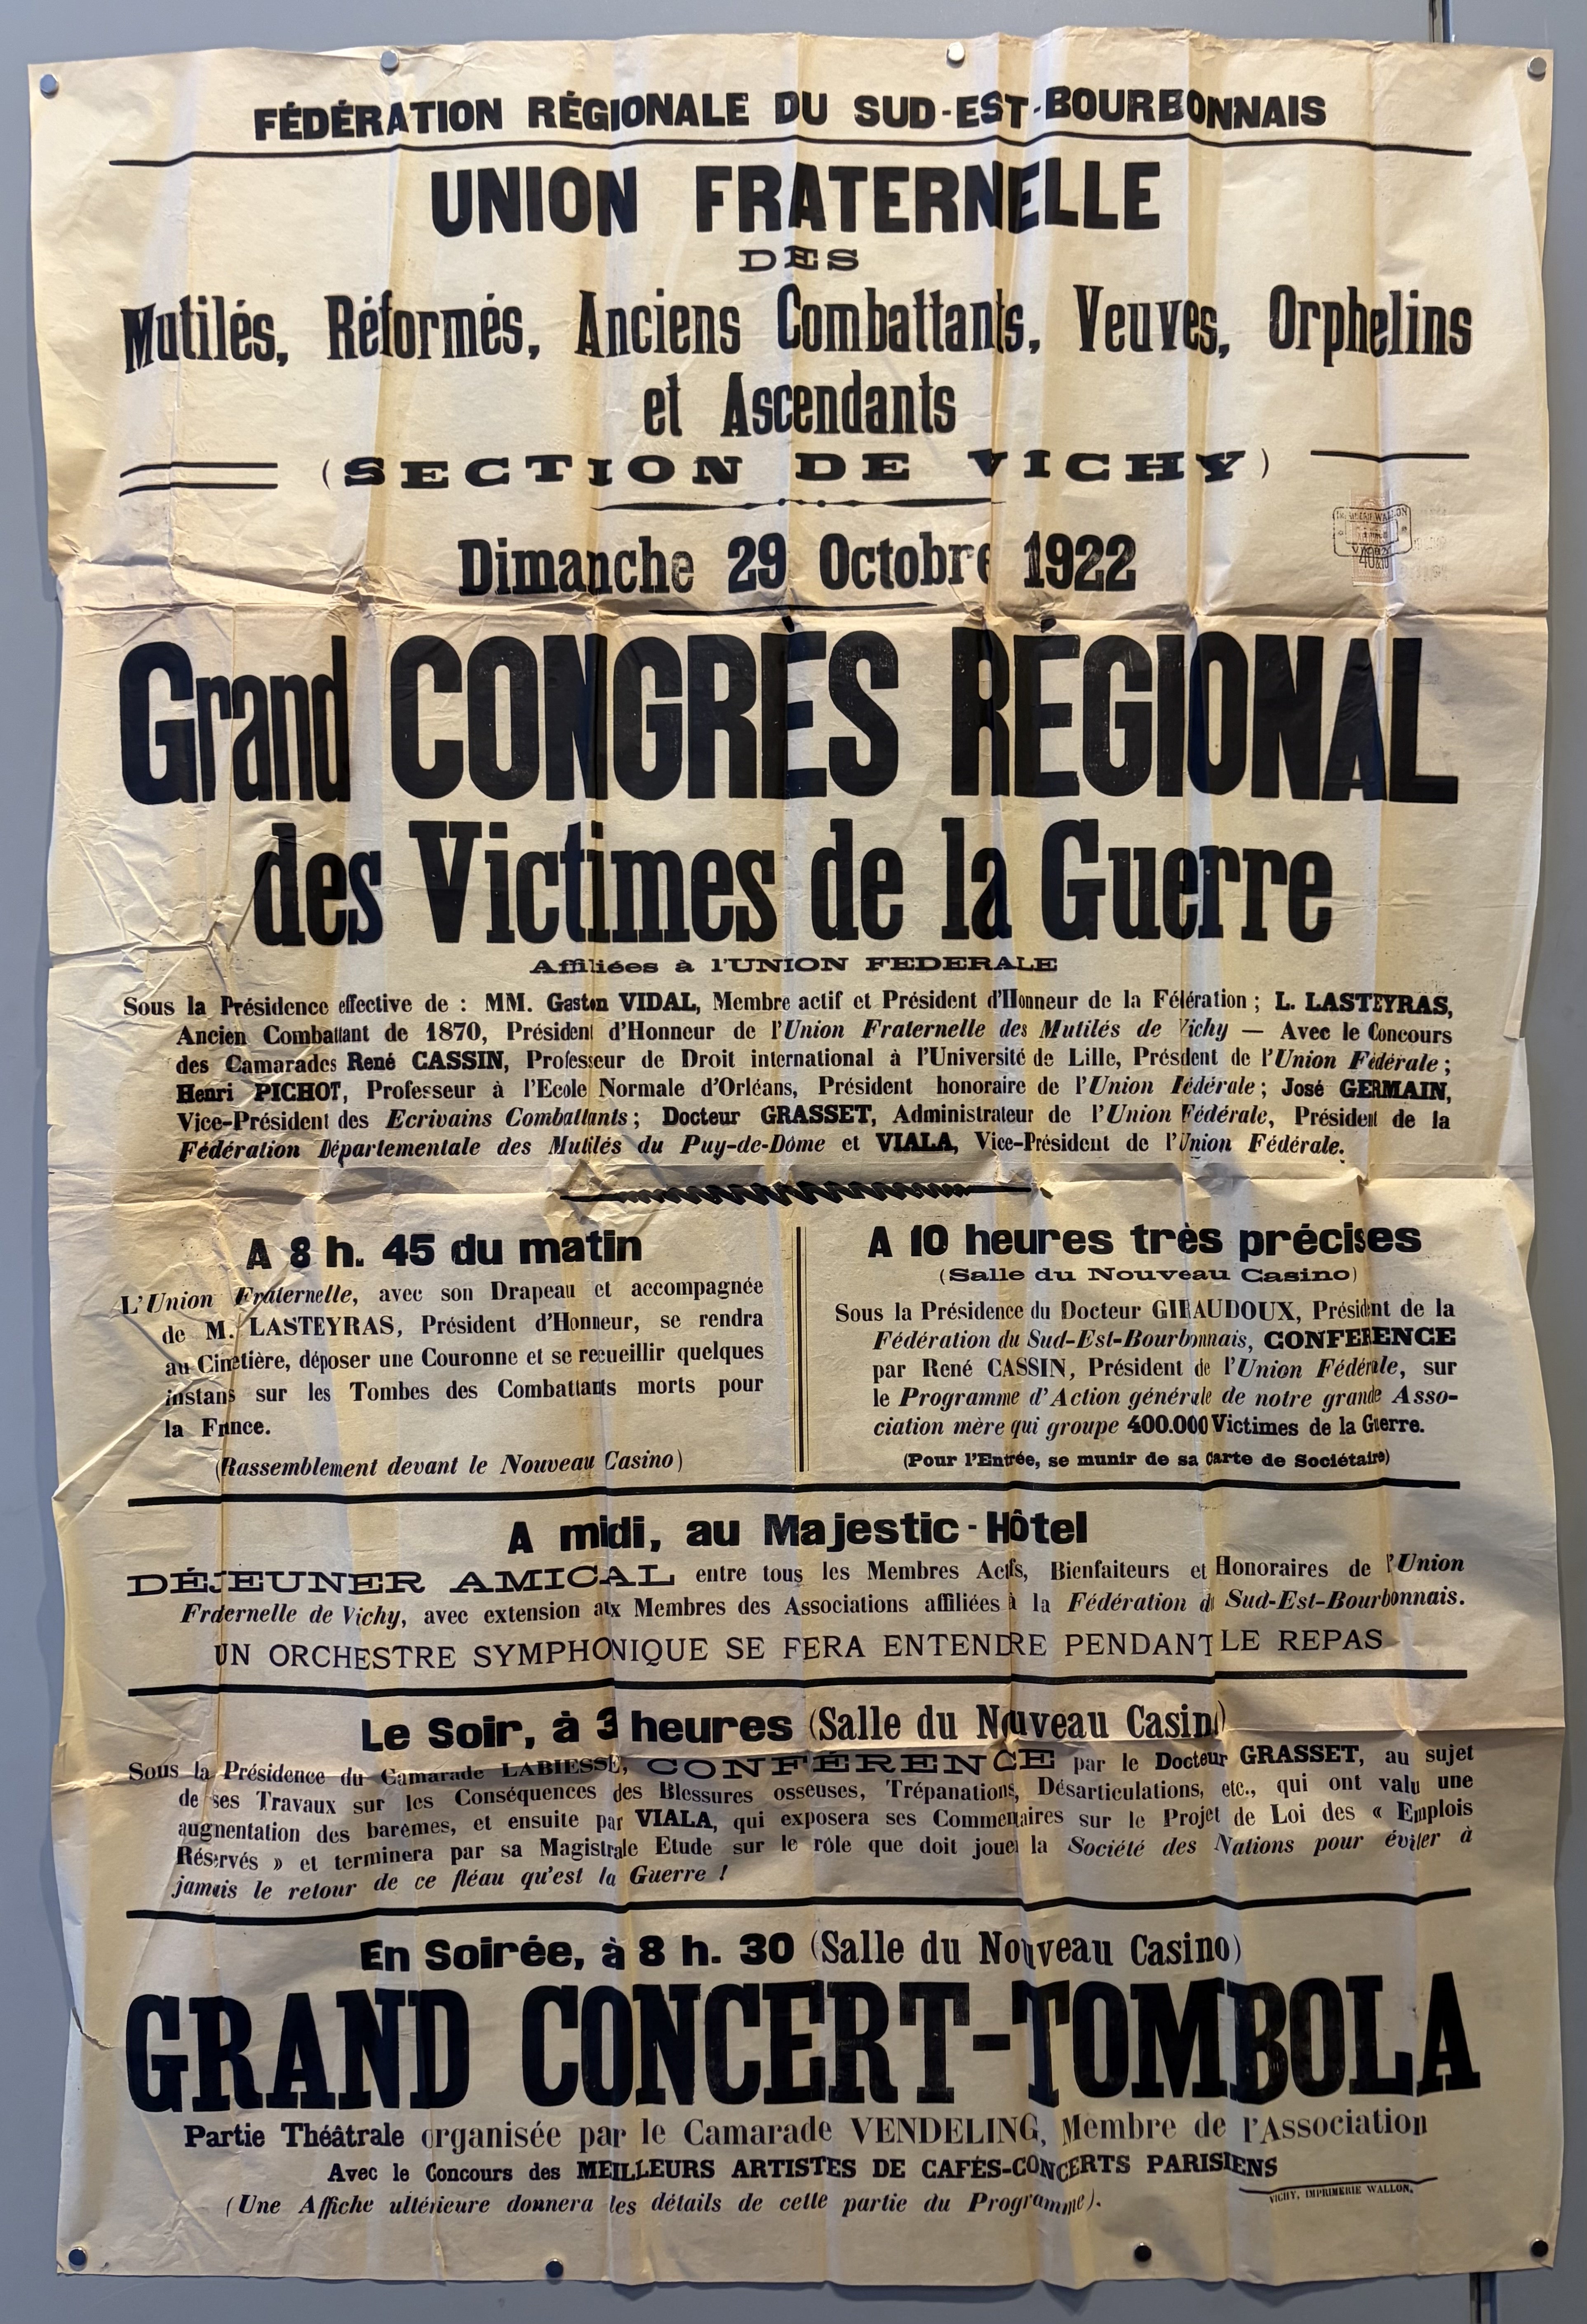 FÉDÉRATION RÉGIONALE DU SUD-EST-BOURBONNAIS
UNION FRATERNELLE
DES
Mutilés, Réformés, Anciens Combattants, Veuves, Orphelins
et Ascendants
(SECTION DE VICHY)
Dimanche 29 Octobre 1922
Grand CONGRÈS RÉGIONAL
des Victimes de la Guerre
Affiliées à l'UNION FEDERALE
Sous la Présidence effective de : MM. Gaston VIDAL, Membre actif et Président d'Honneur de la Fédération ; L. LASTEYRAS,
Ancien Combattant de 1870, Président d'Honneur de l'Union Fraternelle des Mutilés de Vichy — Avec le Concours
des Camarades René CASSIN, Professeur de Droit international à l'Université de Lille, Présdent de l'Union Fédérale ;
Henri PICHOT, Professeur à l'Ecole Normale d'Orléans, Président honoraire de l'Union Fédérale ; José GERMAIN,
Vice-Président des Ecrivains Combattants ; Docteur GRASSET, Administrateur de l'Union Fédérale, Président de la
Fédération Départementale des Mutilés du Puy-de-Dôme et VIALA, Vice-Président de l'Union Fédérale.
A 8 h. 45 du matin
L'Union Fraternelle, avec son Drapeau et accompagnée
de M. LASTEYRAS, Président d'Honneur, se rendra
au Cimetière, déposer une Couronne et se recueillir quelques
instans sur les Tombes des Combattants morts pour
la France.
(Rassemblement devant le Nouveau Casino)
A 10 heures très précises
(Salle du Nouveau Casino)
Sous la Présidence du Docteur GIRAUDOUX, Président de la
Fédération du Sud-Est-Bourbonnais, CONFERENCE
par René CASSIN, Président de l'Union Fédérale, sur
le Programme d'Action générale de notre grande Asso-
ciation mère qui groupe 400.000 Victimes de la Guerre.
(Pour l'Entrée, se munir de sa Carte de Sociétaire)
A midi, au Majestic-Hôtel
DÉJEUNER AMICAL entre tous les Membres Actifs, Bienfaiteurs et Honoraires de l'Union
Fraternelle de Vichy, avec extension aux Membres des Associations affiliées à la Fédération du Sud-Est-Bourbonnais.
UN ORCHESTRE SYMPHONIQUE SE FERA ENTENDRE PENDANT LE REPAS
Le Soir, à 3 heures (Salle du Nouveau Casino)
Sous la Présidence du Camarade LABIESSE, CONFÉRENCE par le Docteur GRASSET, au sujet
de ses Travaux sur les Conséquences des Blessures osseuses, Trépanations, Désarticulations, etc., qui ont valu une
augmentation des barèmes, et ensuite par VIALA, qui exposera ses Commentaires sur le Projet de Loi des « Emplois
Réservés » et terminera par sa Magistrale Etude sur le rôle que doit jouer la Société des Nations pour éviter à
jamais le retour de ce fléau qu'est la Guerre !
En Soirée, à 8 h. 30 (Salle du Nouveau Casino)
GRAND CONCERT-TOMBOLA
Partie Théâtrale organisée par le Camarade VENDELING, Membre de l'Association
Avec le Concours des MEILLEURS ARTISTES DE CAFÉS-CONCERTS PARISIENS
(Une Affiche ultérieure donnera les détails de cette partie du Programme).
VICHY, IMPRIMERIE WALLON.